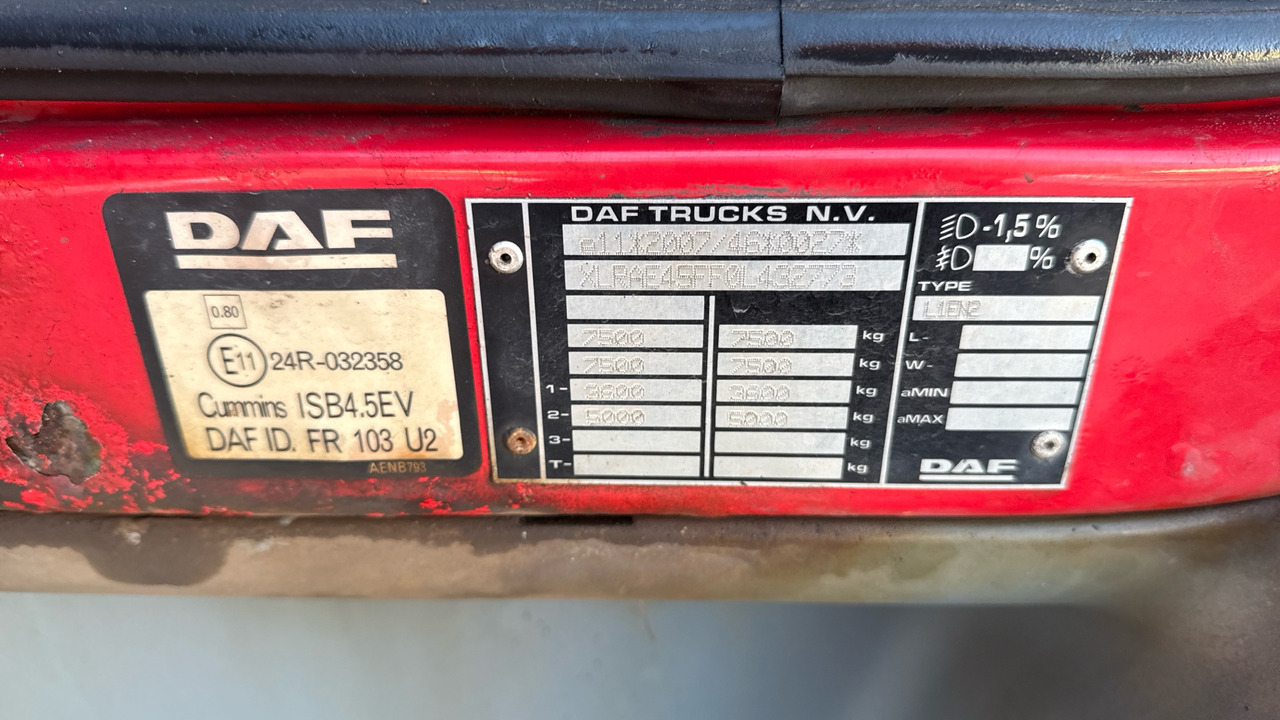 DAF
0.80
E11 24R-032358
Cummins ISB4.5EV
DAF ID. FR 103 U2
AENB793
DAF TRUCKS N.V.
e11*2007/46*0027*
XLRAE45FF0L432773
7500 7500 kg
7500 7500 kg
1- 3600 3600 kg
2- 5000 5000 kg
3- kg
T- kg
-1,5%
%
TYPE
L1EN2
L-
W-
aMIN
aMAX
DAF